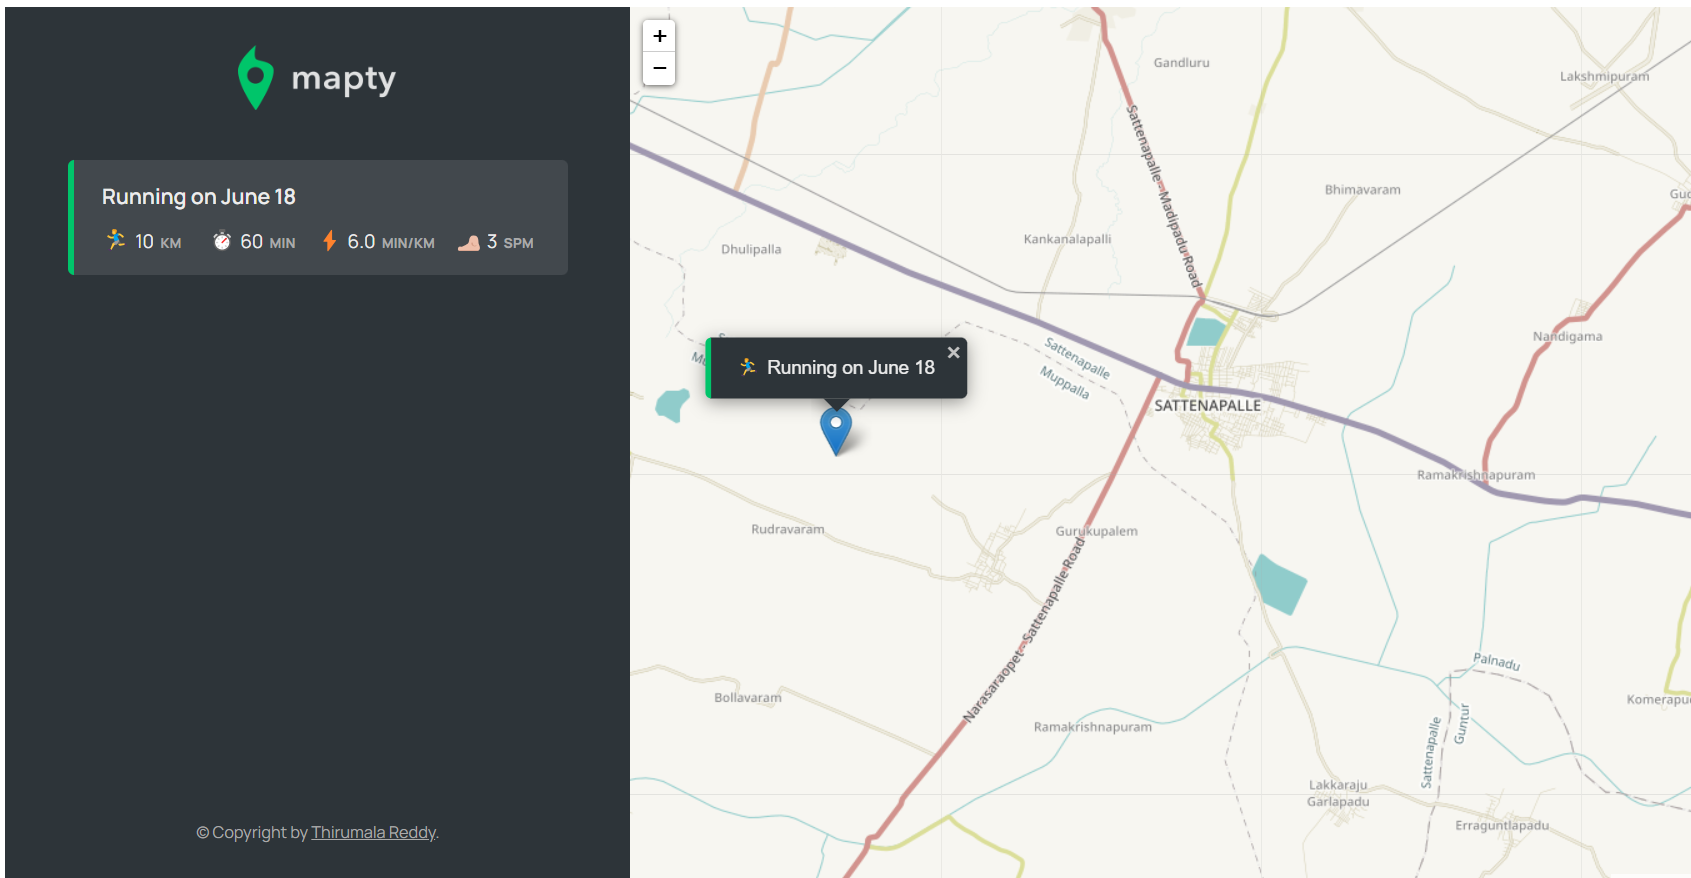 mapty
Running on June 18
10 KM
60 MIN
6.0 MIN/KM
3 SPM
© Copyright by Thirumala Reddy.
+
−
Gandluru
Lakshmipuram
Sattenapalle - Madipadu Road
Bhimavaram
Kankanalapalli
Dhulipalla
Nandigama
Sattenapalle
Muppalla
Running on June 18
×
SATTENAPALLE
Ramakrishnapuram
Rudravaram
Gurukupalem
Narasaraopet - Sattenapalle Road
Bollavaram
Ramakrishnapuram
Palnadu
Guntur
Sattenapalle
Lakkaraju
Garlapadu
Erraguntlapadu